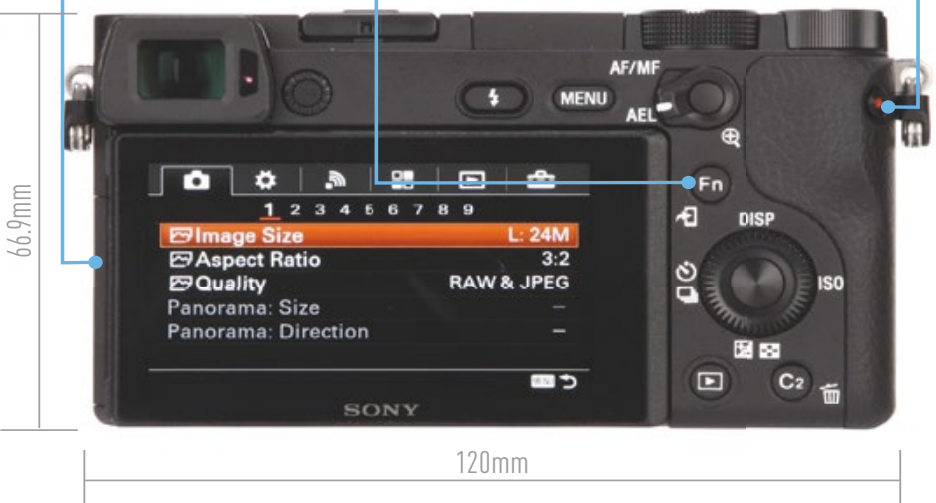 AF/MF
MENU
AEL
Fn
1 2 3 4 5 6 7 8 9
Image Size L: 24M
Aspect Ratio 3:2
Quality RAW & JPEG
Panorama: Size –
Panorama: Direction –
SONY
DISP
ISO
C2
66.9mm
120mm